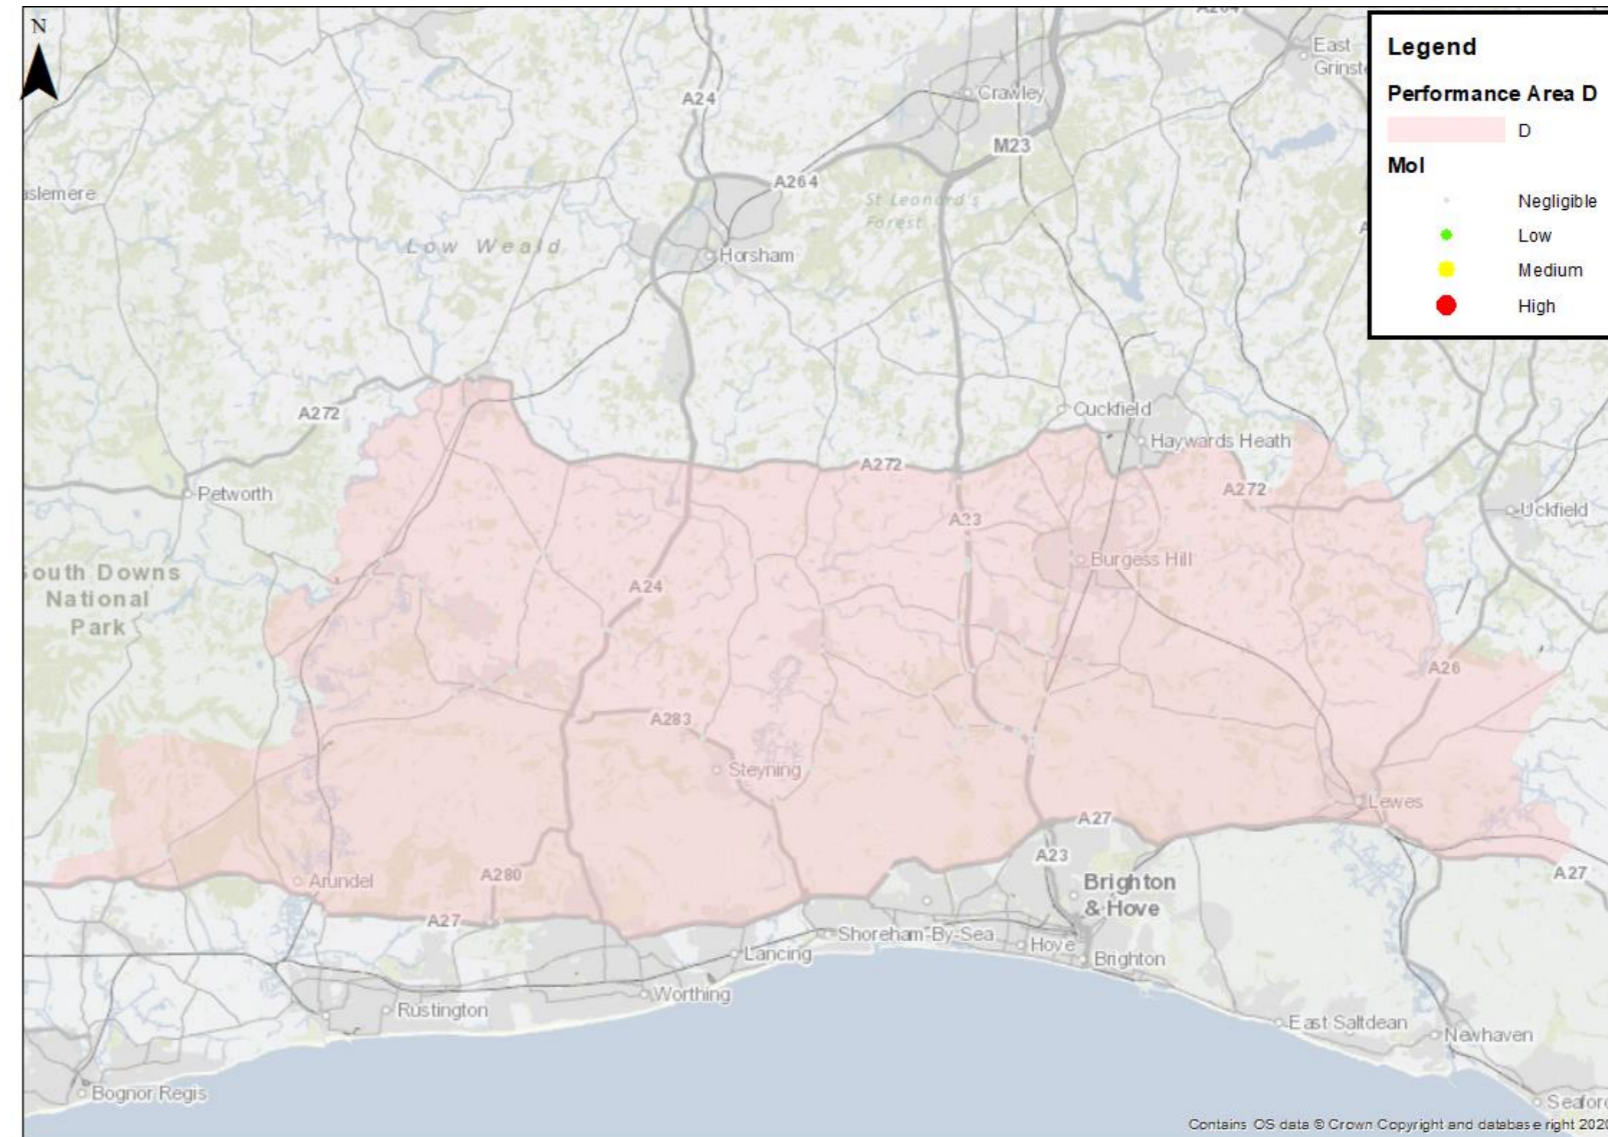 N
A264
East
Legend
Performance Area D
D
MoI
Negligible
Low
Medium
High
A24
Crawley
M23
A264
St Leonard's
Forest
Low Weald
Horsham
A272
Cuckfield
Haywards Heath
A272
A272
Petworth
Uckfield
A23
Burgess Hill
South Downs
National
Park
A24
A26
A283
Steyning
Lewes
A27
A23
A27
Arundel
A280
Brighton
& Hove
A27
Shoreham-By-Sea
Hove
Lancing
Brighton
Worthing
Rustington
East Saltdean
Newhaven
Bognor Regis
Contains OS data © Crown Copyright and database right 2020